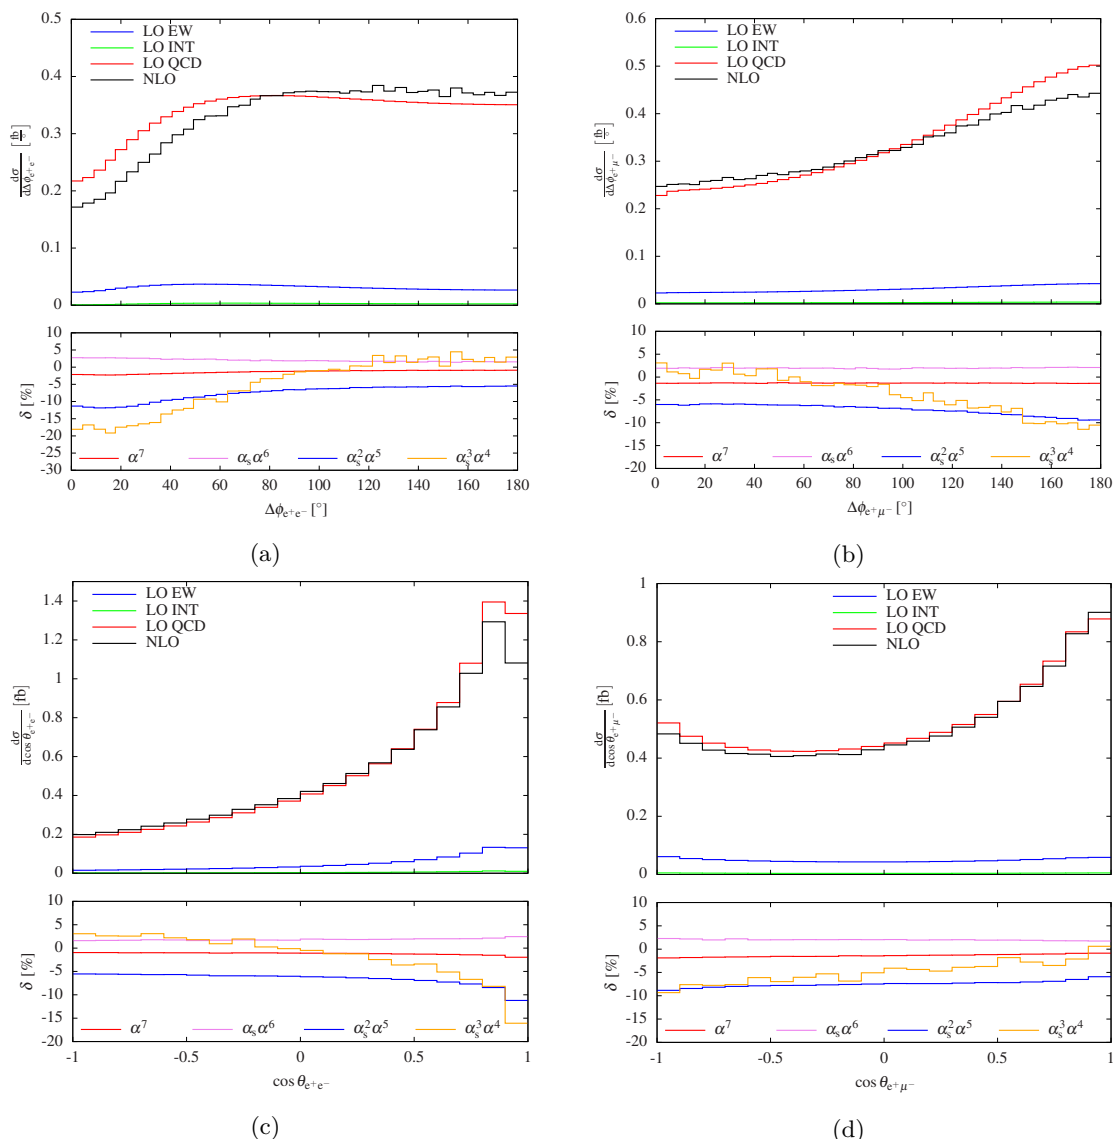 LO EW
LO INT
LO QCD
NLO
dσ/dΔϕe⁺e⁻ [fb/°]
0.5
0.4
0.3
0.2
0.1
0
δ [%]
10
5
0
-5
-10
-15
-20
-25
-30
α⁷
αₛα⁶
αₛ²α⁵
αₛ³α⁴
0 20 40 60 80 100 120 140 160 180
Δϕe⁺e⁻ [°]
(a)
LO EW
LO INT
LO QCD
NLO
dσ/dΔϕe⁺μ⁻ [fb/°]
0.6
0.5
0.4
0.3
0.2
0.1
0
δ [%]
10
5
0
-5
-10
-15
-20
α⁷
αₛα⁶
αₛ²α⁵
αₛ³α⁴
0 20 40 60 80 100 120 140 160 180
Δϕe⁺μ⁻ [°]
(b)
LO EW
LO INT
LO QCD
NLO
dσ/dcos θe⁺e⁻ [fb]
1.4
1.2
1
0.8
0.6
0.4
0.2
0
δ [%]
10
5
0
-5
-10
-15
-20
α⁷
αₛα⁶
αₛ²α⁵
αₛ³α⁴
-1 -0.5 0 0.5 1
cos θe⁺e⁻
(c)
LO EW
LO INT
LO QCD
NLO
dσ/dcos θe⁺μ⁻ [fb]
1
0.8
0.6
0.4
0.2
0
δ [%]
10
5
0
-5
-10
-15
-20
α⁷
αₛα⁶
αₛ²α⁵
αₛ³α⁴
-1 -0.5 0 0.5 1
cos θe⁺μ⁻
(d)